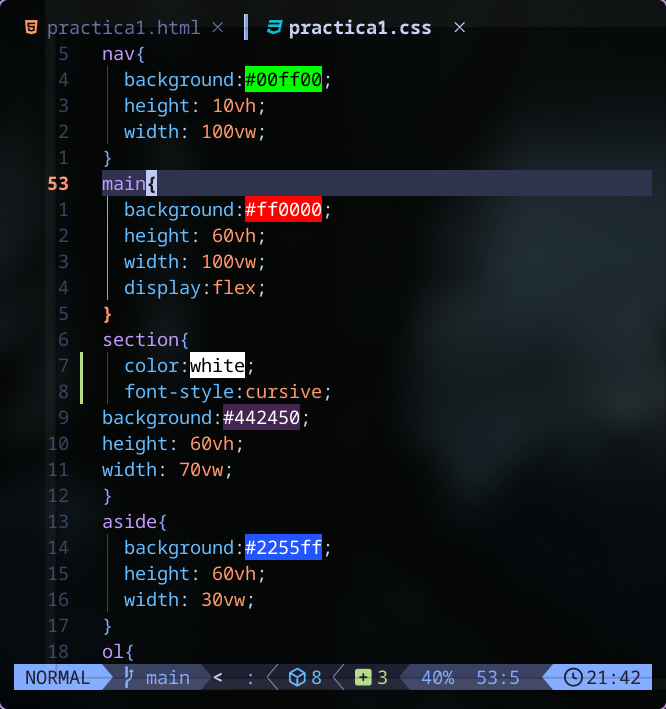 practica1.html × practica1.css ×
5 nav{
4 background:#00ff00;
3 height: 10vh;
2 width: 100vw;
1 }
53 main{
1 background:#ff0000;
2 height: 60vh;
3 width: 100vw;
4 display:flex;
5 }
6 section{
7 color:white;
8 font-style:cursive;
9 background:#442450;
10 height: 60vh;
11 width: 70vw;
12 }
13 aside{
14 background:#2255ff;
15 height: 60vh;
16 width: 30vw;
17 }
18 ol{
NORMAL main < : 8 3 40% 53:5 21:42